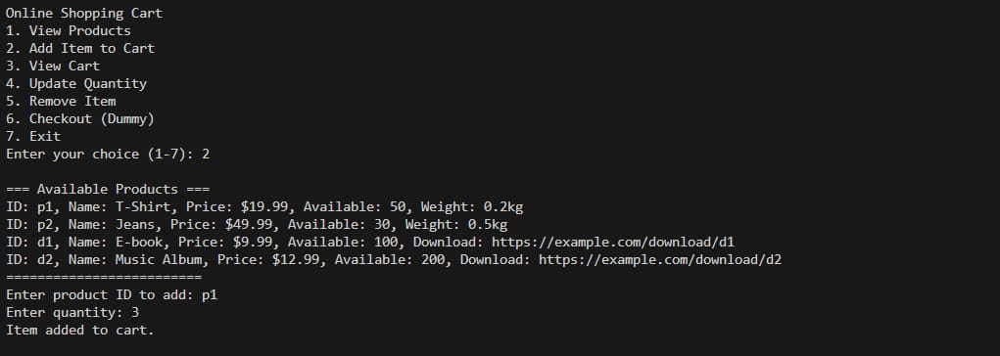 Online Shopping Cart
1. View Products
2. Add Item to Cart
3. View Cart
4. Update Quantity
5. Remove Item
6. Checkout (Dummy)
7. Exit
Enter your choice (1-7): 2
=== Available Products ===
ID: p1, Name: T-Shirt, Price: $19.99, Available: 50, Weight: 0.2kg
ID: p2, Name: Jeans, Price: $49.99, Available: 30, Weight: 0.5kg
ID: d1, Name: E-book, Price: $9.99, Available: 100, Download: https://example.com/download/d1
ID: d2, Name: Music Album, Price: $12.99, Available: 200, Download: https://example.com/download/d2
=========================
Enter product ID to add: p1
Enter quantity: 3
Item added to cart.